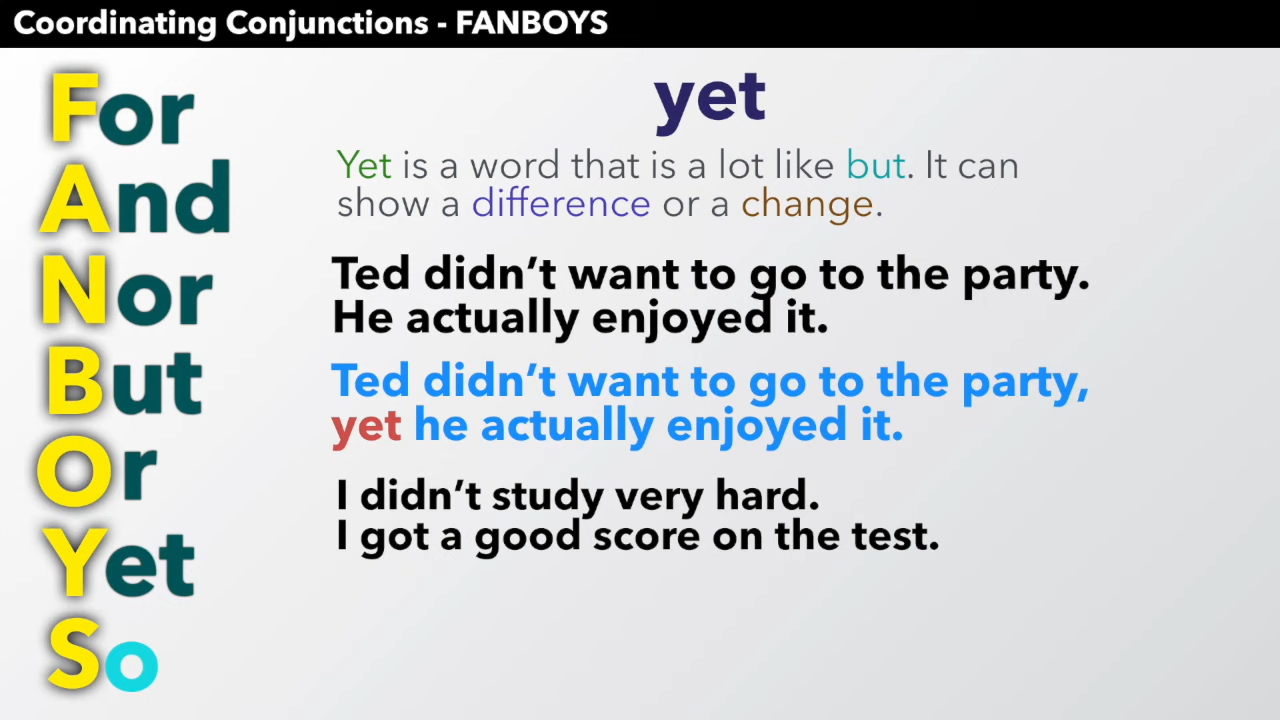 Coordinating Conjunctions - FANBOYS
For
And
Nor
But
Or
Yet
So
yet
Yet is a word that is a lot like but. It can
show a difference or a change.
Ted didn’t want to go to the party.
He actually enjoyed it.
Ted didn’t want to go to the party,
yet he actually enjoyed it.
I didn’t study very hard.
I got a good score on the test.